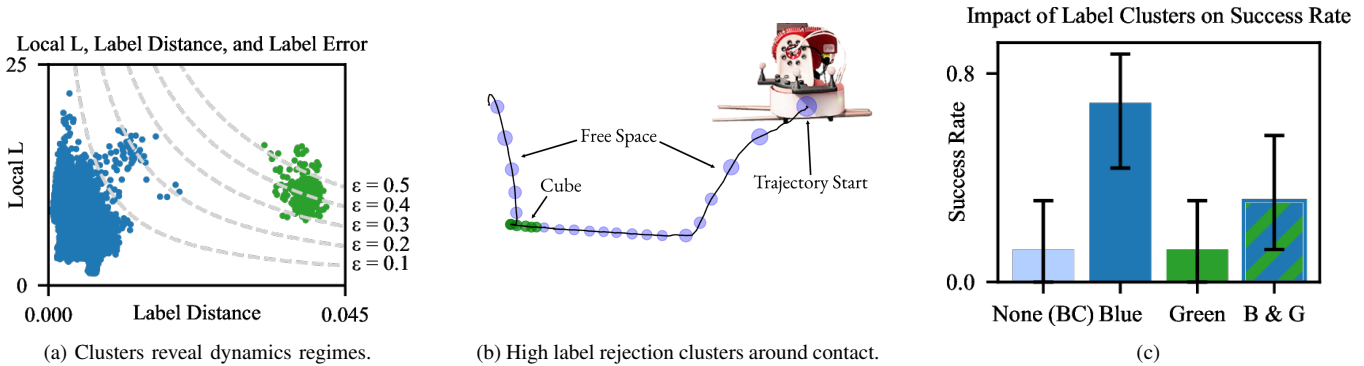 Local L, Label Distance, and Label Error
25
Local L
0
0.000
Label Distance
0.045
ε = 0.5
ε = 0.4
ε = 0.3
ε = 0.2
ε = 0.1
(a) Clusters reveal dynamics regimes.
Free Space
Cube
Trajectory Start
(b) High label rejection clusters around contact.
Impact of Label Clusters on Success Rate
0.8
Success Rate
0.0
None (BC) Blue Green B & G
(c)